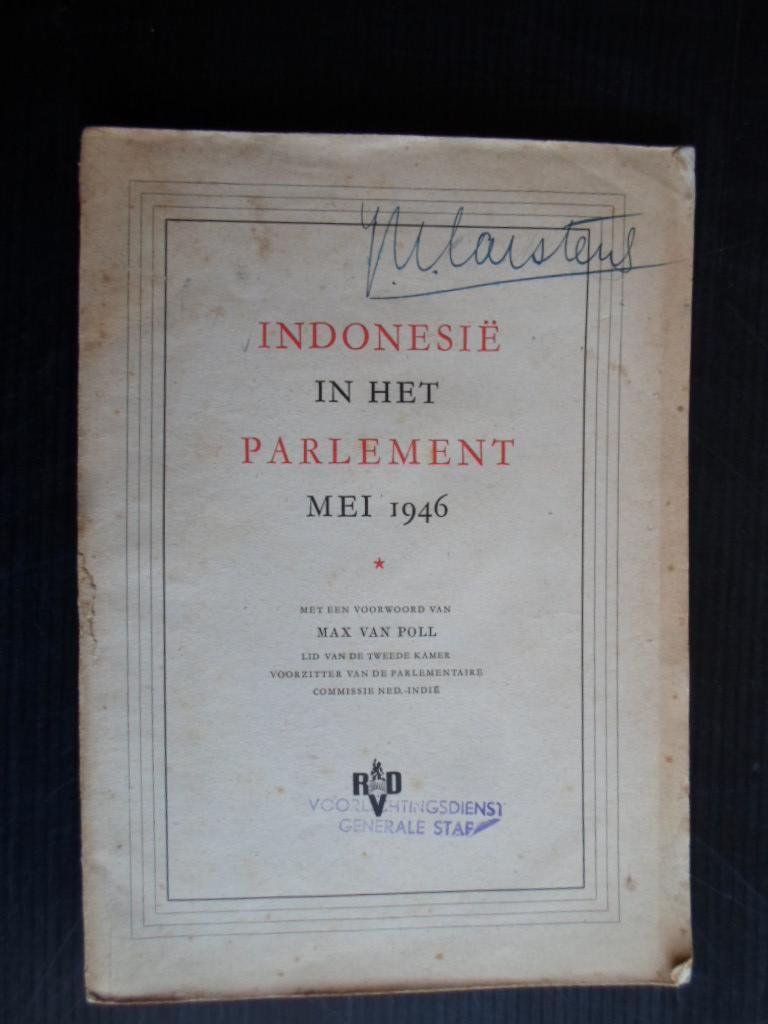 J.M. Carstens
INDONESIË
IN HET
PARLEMENT
MEI 1946
*
MET EEN VOORWOORD VAN
MAX VAN POLL
LID VAN DE TWEEDE KAMER
VOORZITTER VAN DE PARLEMENTAIRE
COMMISSIE NED.-INDIË
RVD
VOORLICHTINGSDIENST
GENERALE STAF